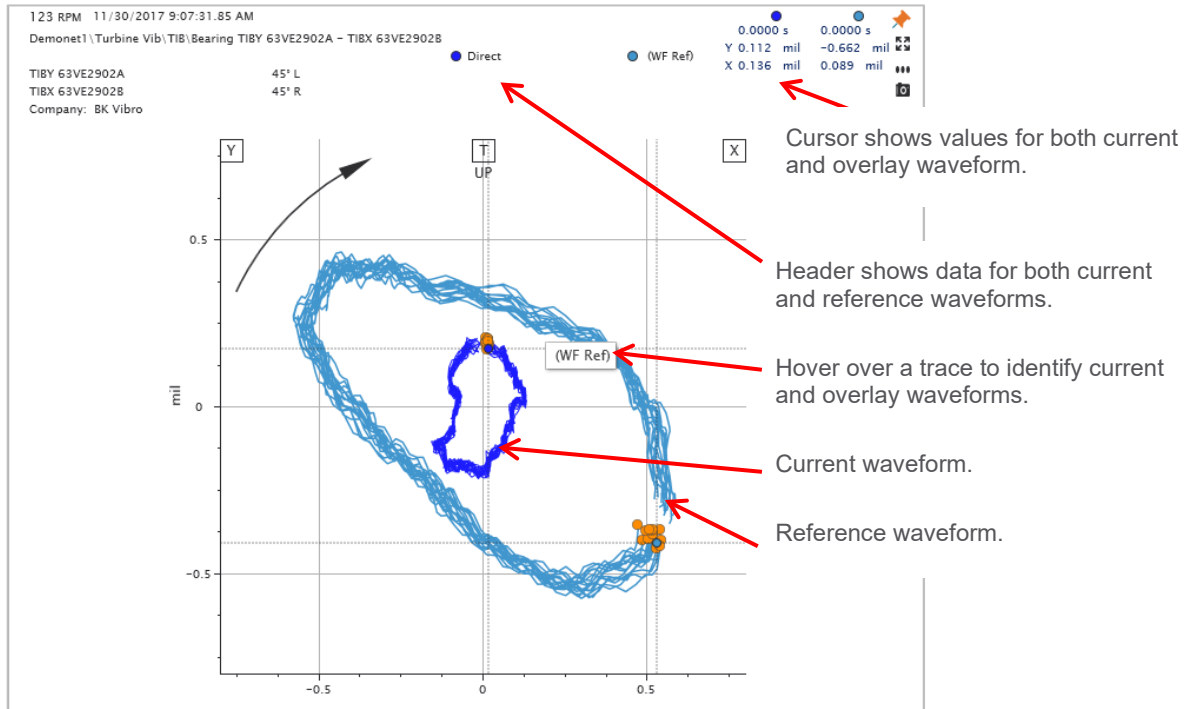 123 RPM 11/30/2017 9:07:31.85 AM
Demonet1\Turbine Vib\TIB\Bearing TIBY 63VE2902A - TIBX 63VE2902B
Direct
(WF Ref)
0.0000 s 0.0000 s
Y 0.112 mil -0.662 mil
X 0.136 mil 0.089 mil
TIBY 63VE2902A 45° L
TIBX 63VE2902B 45° R
Company: BK Vibro
Cursor shows values for both current
and overlay waveform.
Y
T
X
UP
0.5
Header shows data for both current
and reference waveforms.
(WF Ref)
Hover over a trace to identify current
and overlay waveforms.
mil
0
Current waveform.
Reference waveform.
-0.5
-0.5 0 0.5